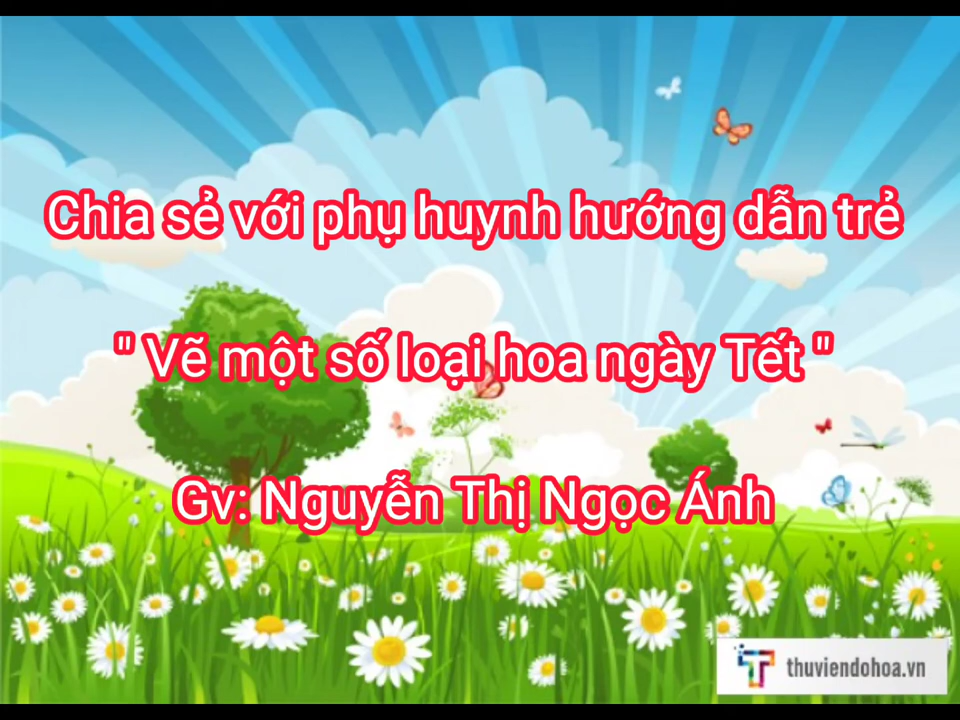 Chia sẻ với phụ huynh hướng dẫn trẻ
" Vẽ một số loại hoa ngày Tết "
Gv: Nguyễn Thị Ngọc Ánh
thuviendohoa.vn